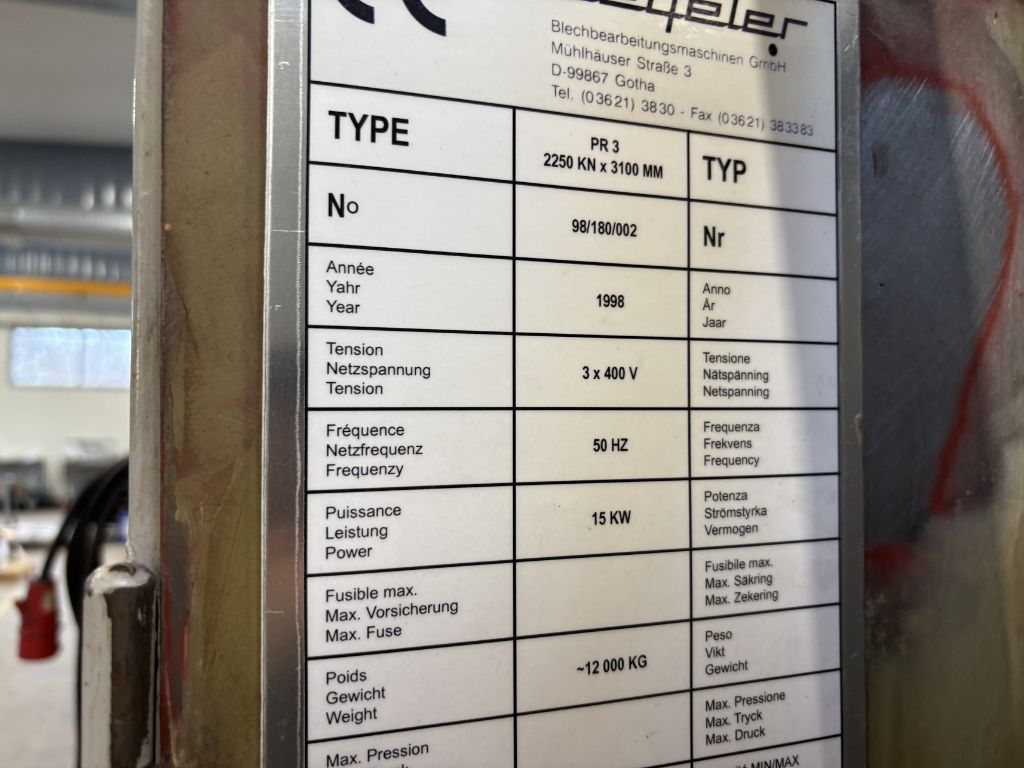 Blechbearbeitungsmaschinen GmbH
Mühlhäuser Straße 3
D-99867 Gotha
Tel. (03621) 3830 - Fax (03621) 383383
TYPE
PR 3
2250 KN x 3100 MM
TYP
No
98/180/002
Nr
Année
Yahr
Year
1998
Anno
År
Jaar
Tension
Netzspannung
Tension
3 x 400 V
Tensione
Nätspänning
Netspanning
Fréquence
Netzfrequenz
Frequenzy
50 HZ
Frequenza
Frekvens
Frequency
Puissance
Leistung
Power
15 KW
Potenza
Strömstyrka
Vermogen
Fusible max.
Max. Vorsicherung
Max. Fuse
Fusibile max.
Max. Säkring
Max. Zekering
Poids
Gewicht
Weight
~12 000 KG
Peso
Vikt
Gewicht
Max. Pression
Max. Pressione
Max. Tryck
Max. Druck
MIN/MAX